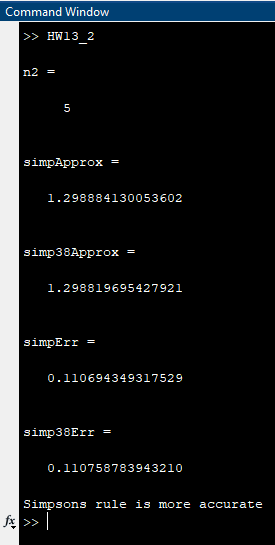 Command Window
>> HW13_2
n2 =
5
simpApprox =
1.298884130053602
simp38Approx =
1.298819695427921
simpErr =
0.110694349317529
simp38Err =
0.110758783943210
Simpsons rule is more accurate
fx >>